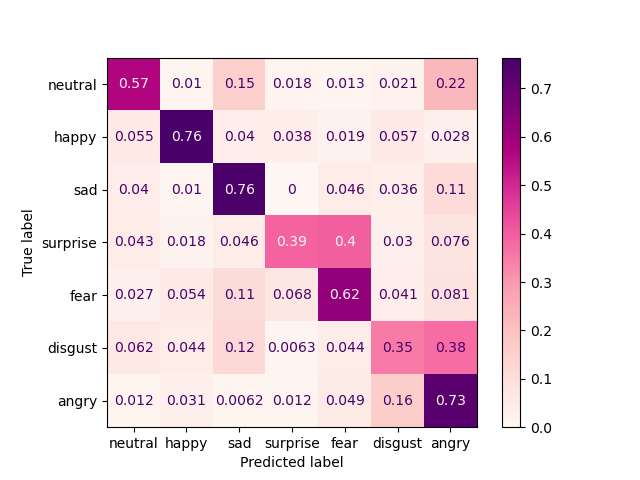 neutral 0.57 0.01 0.15 0.018 0.013 0.021 0.22
happy 0.055 0.76 0.04 0.038 0.019 0.057 0.028
sad 0.04 0.01 0.76 0 0.046 0.036 0.11
surprise 0.043 0.018 0.046 0.39 0.4 0.03 0.076
fear 0.027 0.054 0.11 0.068 0.62 0.041 0.081
disgust 0.062 0.044 0.12 0.0063 0.044 0.35 0.38
angry 0.012 0.031 0.0062 0.012 0.049 0.16 0.73
neutral happy sad surprise fear disgust angry
Predicted label
True label
0.7
0.6
0.5
0.4
0.3
0.2
0.1
0.0